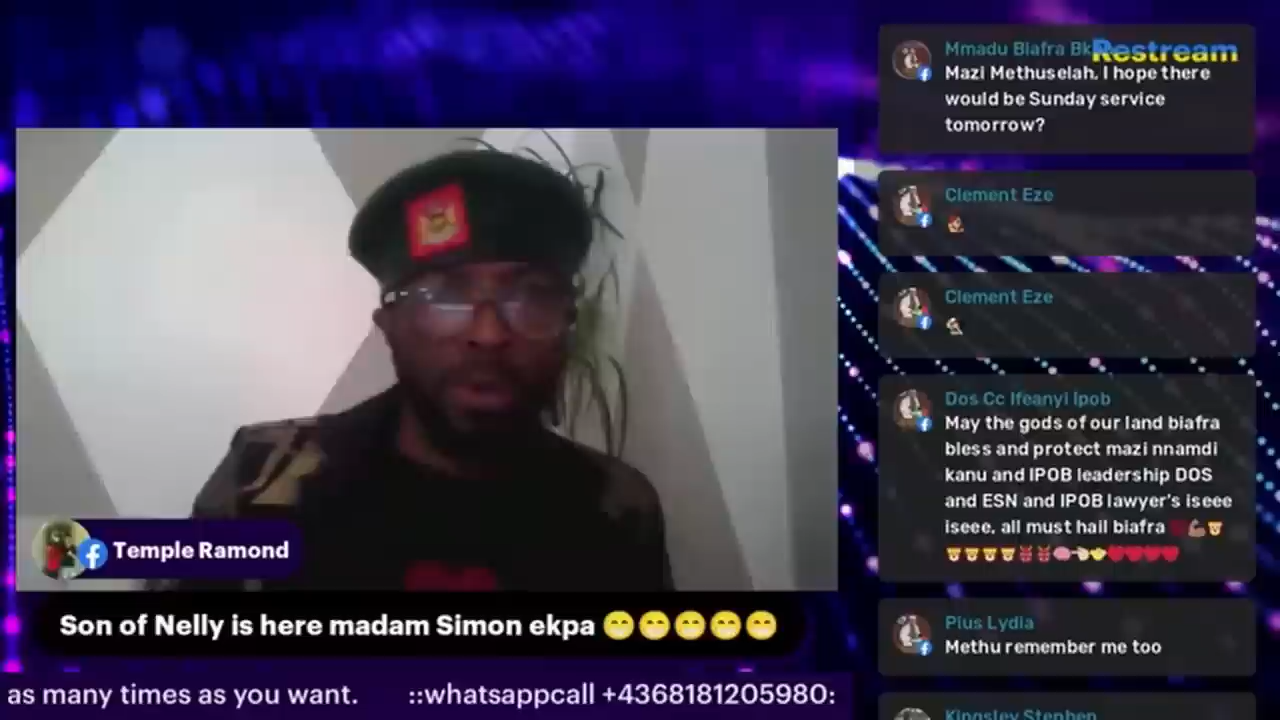 Mmadu Biafra Bk
Restream
Mazi Methuselah, I hope there
would be Sunday service
tomorrow?
Clement Eze
Clement Eze
Dos Cc Ifeanyi Ipob
May the gods of our land biafra
bless and protect mazi nnamdi
kanu and IPOB leadership DOS
and ESN and IPOB lawyer's iseee
iseee, all must hail biafra 💪🏽
Pius Lydia
Methu remember me too
Kingsley Stephen
Temple Ramond
Son of Nelly is here madam Simon ekpa 😁😁😁😁😁
as many times as you want. ::whatsappcall +4368181205980: